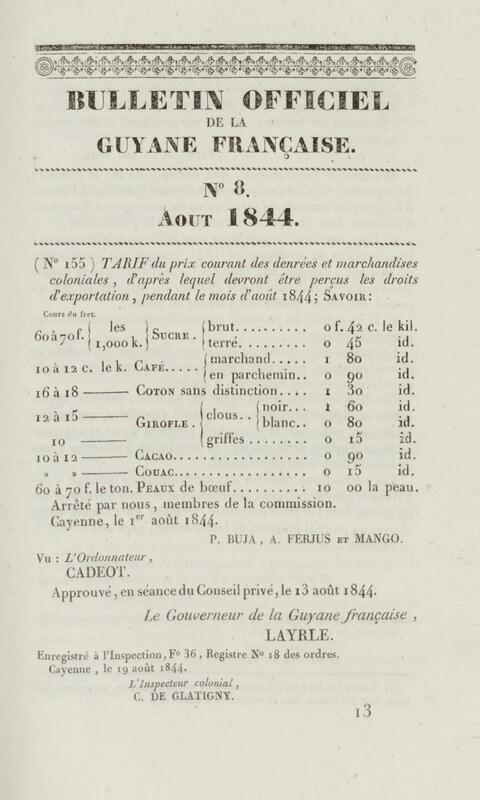 BULLETIN OFFICIEL
DE LA
GUYANE FRANÇAISE.
N° 8.
AOUT 1844.
( N° 155 ) TARIF du prix courant des denrées et marchandises
coloniales , d'après lequel devront être perçus les droits
d'exportation , pendant le mois d'août 1844 ; SAVOIR :
Cours du fret.
60 à 70 f. { les 1,000 k. } SUCRE . { brut.......... 0 f. 42 c. le kil.
{ terré.......... 0 45 id.
10 à 12 c. le k. CAFÉ..... { marchand..... 1 80 id.
{ en parchemin.. 0 90 id.
16 à 18 ——— COTON sans distinction.... 1 30 id.
12 à 15 ——— GIROFLE . { clous.. { noir... 1 60 id.
{ blanc.. 0 80 id.
10 ——— { griffes ........ 0 15 id.
10 à 12 ——— CACAO................. 0 90 id.
» » ——— COUAC................. 0 15 id.
60 à 70 f. le ton. PEAUX de bœuf.......... 10 00 la peau.
Arrêté par nous , membres de la commission.
Cayenne, le 1er août 1844.
P. BUJA , A. FERJUS ET MANGO.
Vu : L'Ordonnateur ,
CADEOT.
Approuvé , en séance du Conseil privé , le 13 août 1844.
Le Gouverneur de la Guyane française ,
LAYRLE.
Enregistré à l'Inspection, F° 36 , Registre N° 18 des ordres.
Cayenne , le 19 août 1844.
L'Inspecteur colonial ,
C. DE GLATIGNY.
13